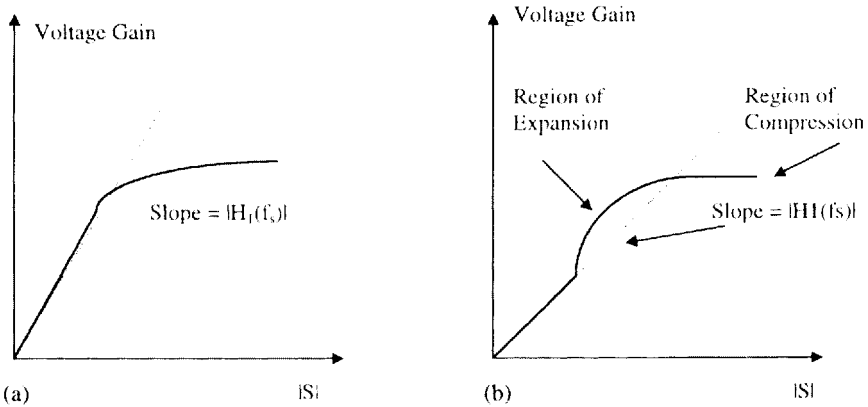 Voltage Gain
Slope = |H₁(fₛ)|
(a)
|S|
Voltage Gain
Region of
Expansion
Region of
Compression
Slope = |H1(fs)|
(b)
|S|